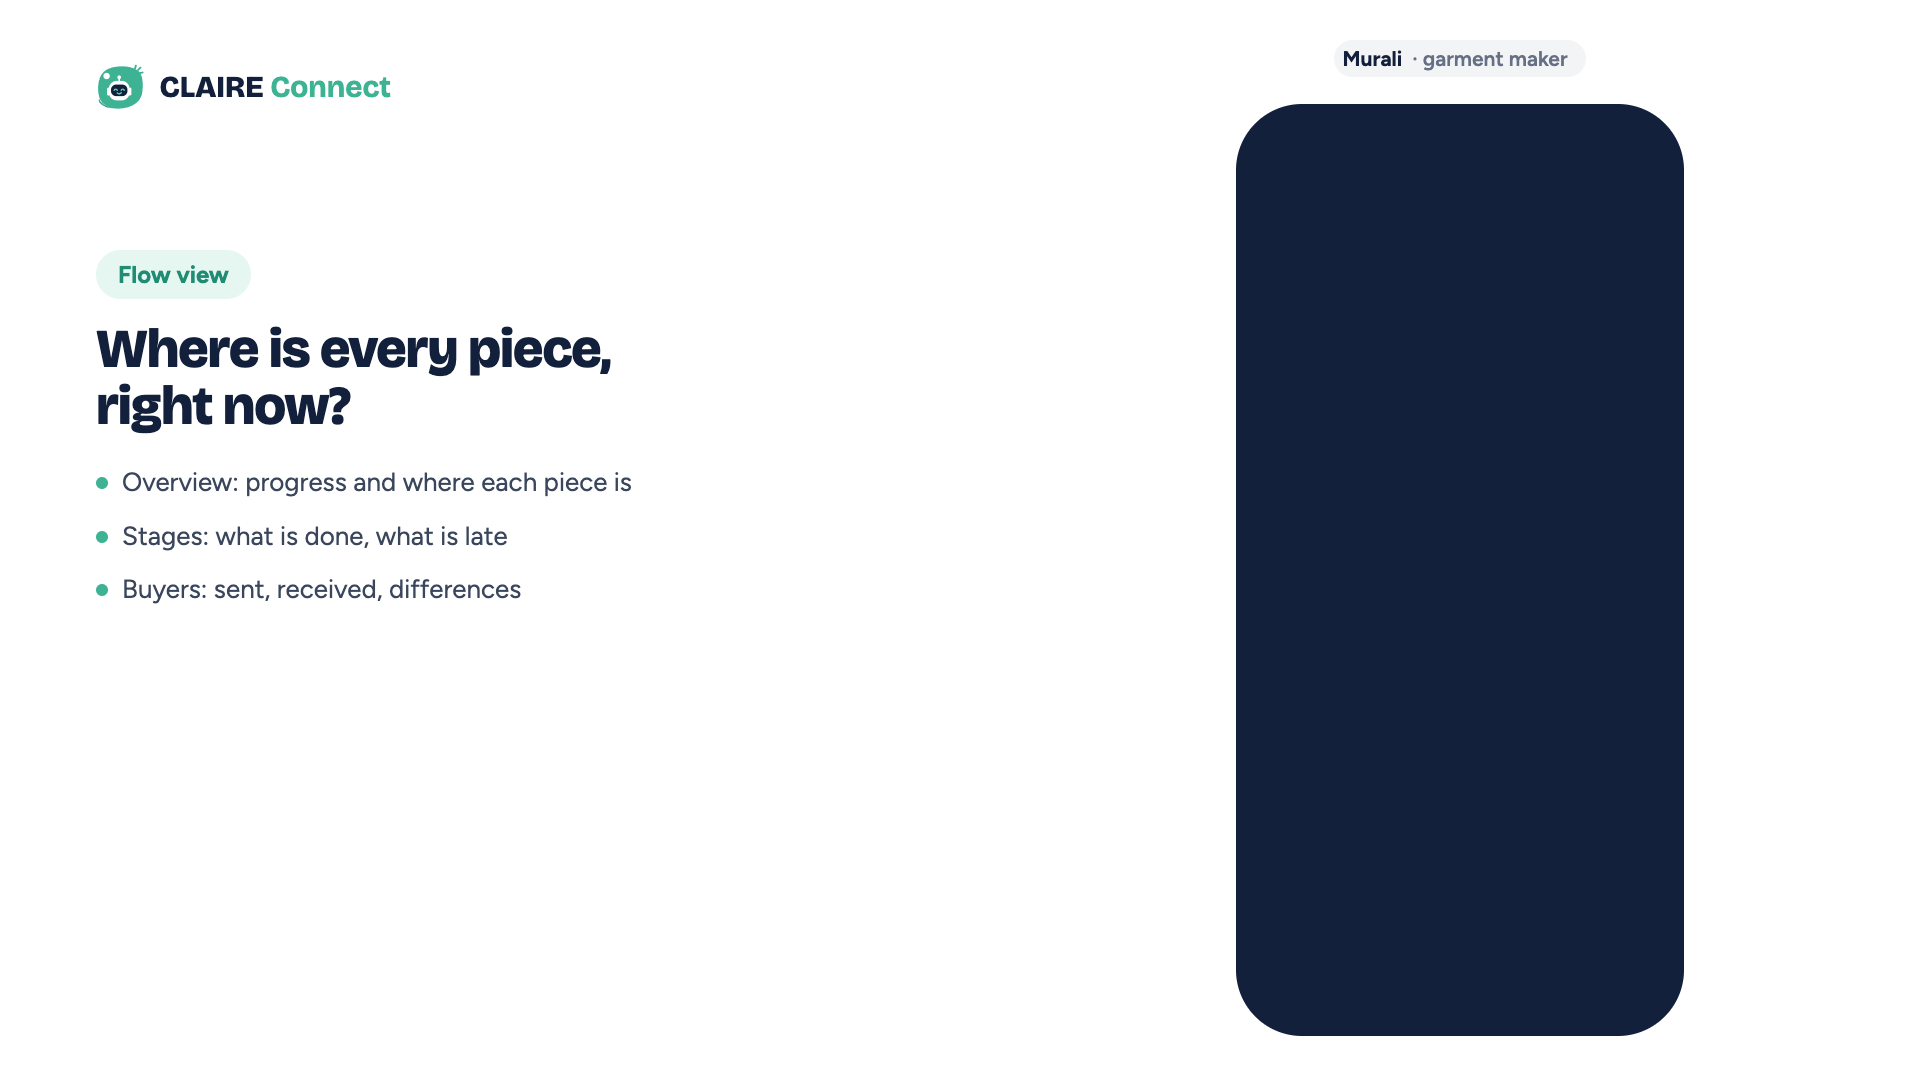 CLAIRE Connect
Murali · garment maker
Flow view
Where is every piece,
right now?
Overview: progress and where each piece is
Stages: what is done, what is late
Buyers: sent, received, differences